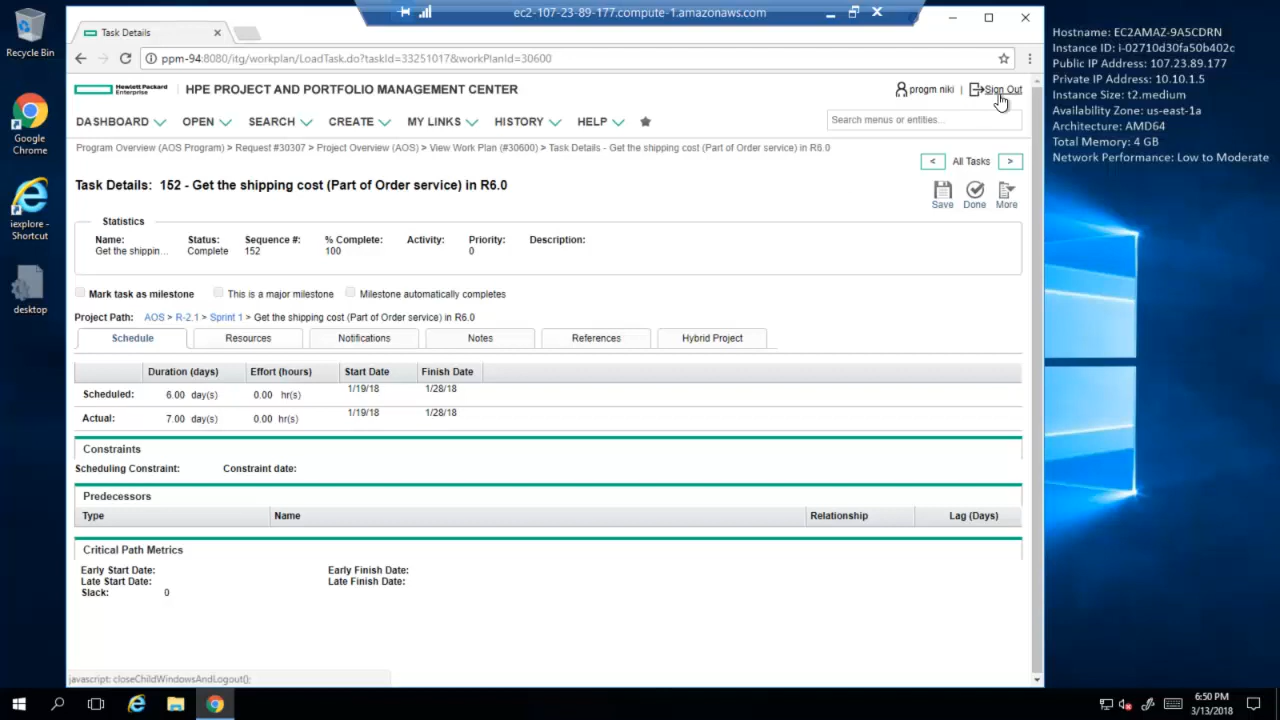 ec2-107-23-89-177.compute-1.amazonaws.com
Hostname: EC2AMAZ-9A5CDRN
Instance ID: i-02710d30fa50b402c
Public IP Address: 107.23.89.177
Private IP Address: 10.10.1.5
Instance Size: t2.medium
Availability Zone: us-east-1a
Architecture: AMD64
Total Memory: 4 GB
Network Performance: Low to Moderate
Recycle Bin
Google Chrome
iexplore - Shortcut
desktop
Task Details
ppm-94:8080/itg/workplan/LoadTask.do?taskId=33251017&workPlanId=30600
Hewlett Packard Enterprise
HPE PROJECT AND PORTFOLIO MANAGEMENT CENTER
progm niki | Sign Out
DASHBOARD OPEN SEARCH CREATE MY LINKS HISTORY HELP
Search menus or entities...
Program Overview (AOS Program) > Request #30307 > Project Overview (AOS) > View Work Plan (#30600) > Task Details - Get the shipping cost (Part of Order service) in R6.0
< All Tasks >
Task Details: 152 - Get the shipping cost (Part of Order service) in R6.0
Save Done More
Statistics
Name: Status: Sequence #: % Complete: Activity: Priority: Description:
Get the shippin... Complete 152 100 0
Mark task as milestone This is a major milestone Milestone automatically completes
Project Path: AOS > R-2.1 > Sprint 1 > Get the shipping cost (Part of Order service) in R6.0
Schedule Resources Notifications Notes References Hybrid Project
Duration (days) Effort (hours) Start Date Finish Date
Scheduled: 6.00 day(s) 0.00 hr(s) 1/19/18 1/28/18
Actual: 7.00 day(s) 0.00 hr(s) 1/19/18 1/28/18
Constraints
Scheduling Constraint: Constraint date:
Predecessors
Type Name Relationship Lag (Days)
Critical Path Metrics
Early Start Date: Early Finish Date:
Late Start Date: Late Finish Date:
Slack: 0
javascript: closeChildWindowsAndLogout();
6:50 PM
3/13/2018